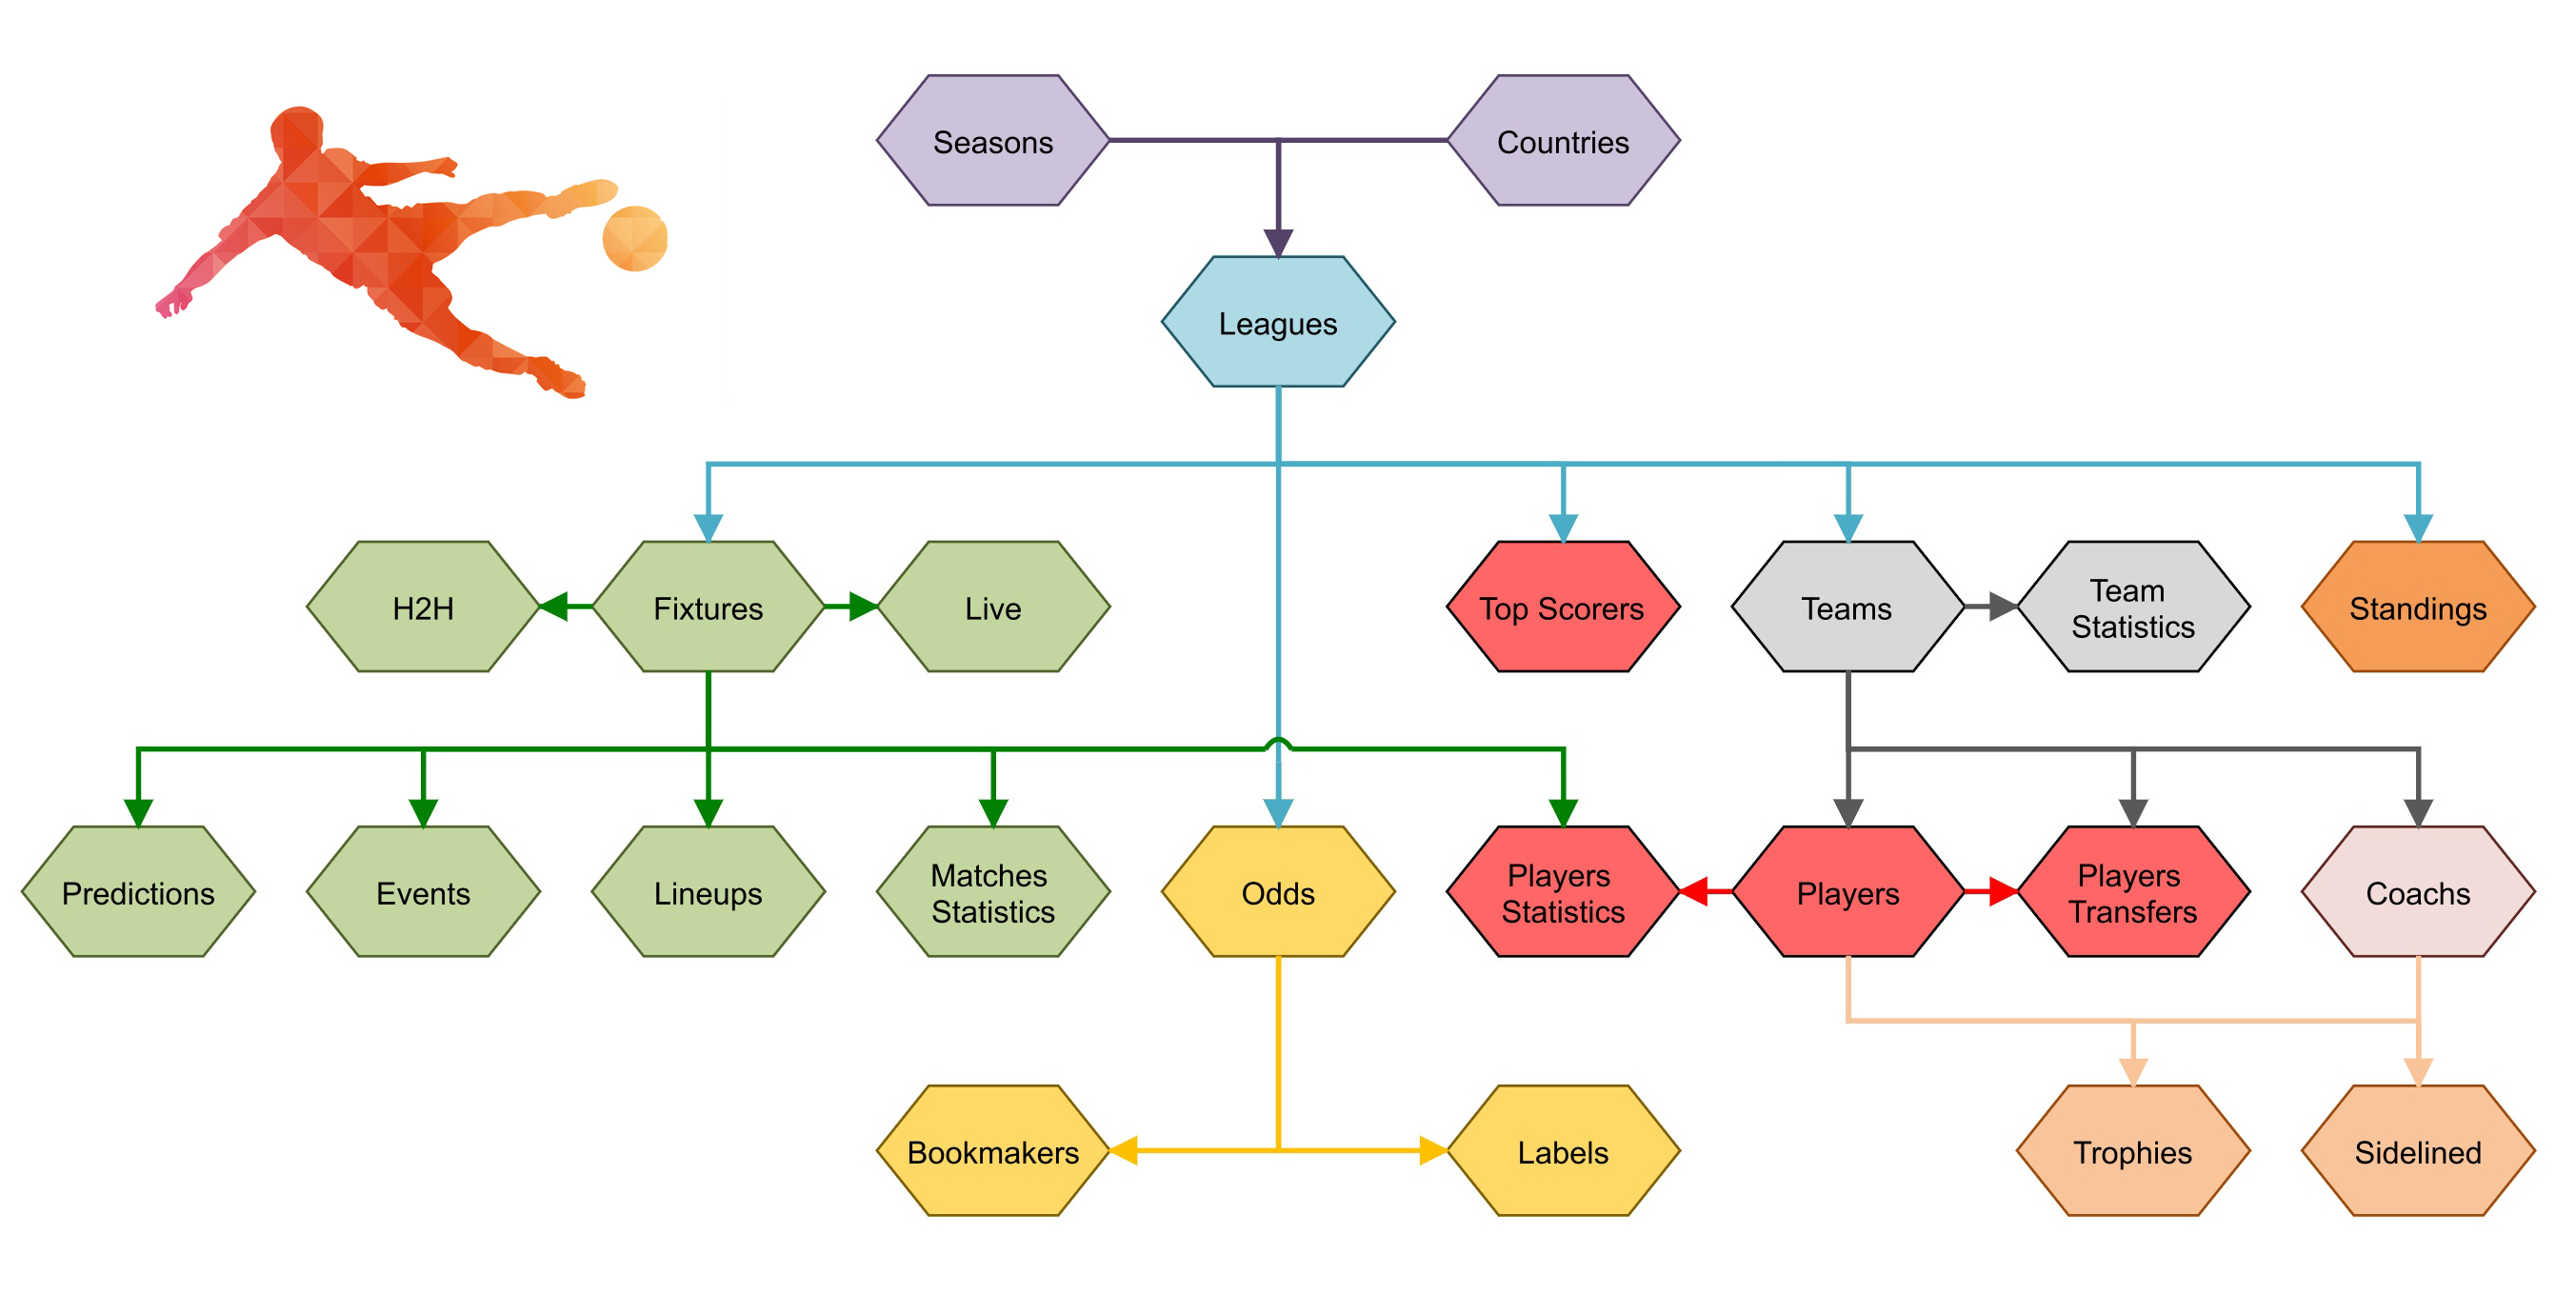 Seasons
Countries
Leagues
H2H
Fixtures
Live
Top Scorers
Teams
Team
Statistics
Standings
Predictions
Events
Lineups
Matches
Statistics
Odds
Players
Statistics
Players
Players
Transfers
Coachs
Bookmakers
Labels
Trophies
Sidelined